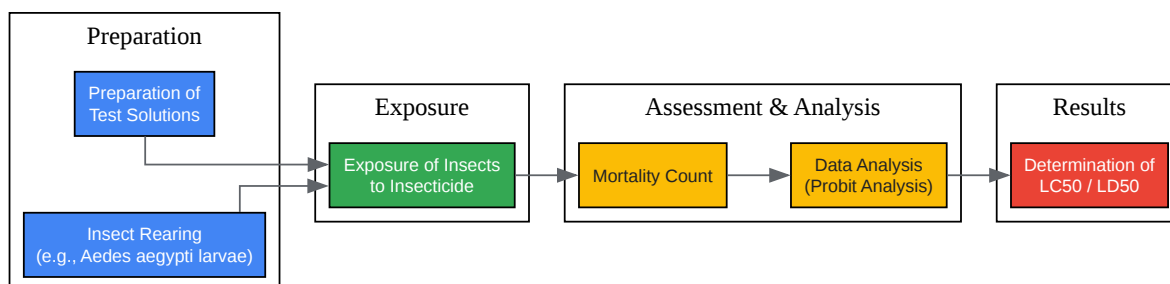 Preparation
Preparation of
Test Solutions
Insect Rearing
(e.g., Aedes aegypti larvae)
Exposure
Exposure of Insects
to Insecticide
Assessment & Analysis
Mortality Count
Data Analysis
(Probit Analysis)
Results
Determination of
LC50 / LD50